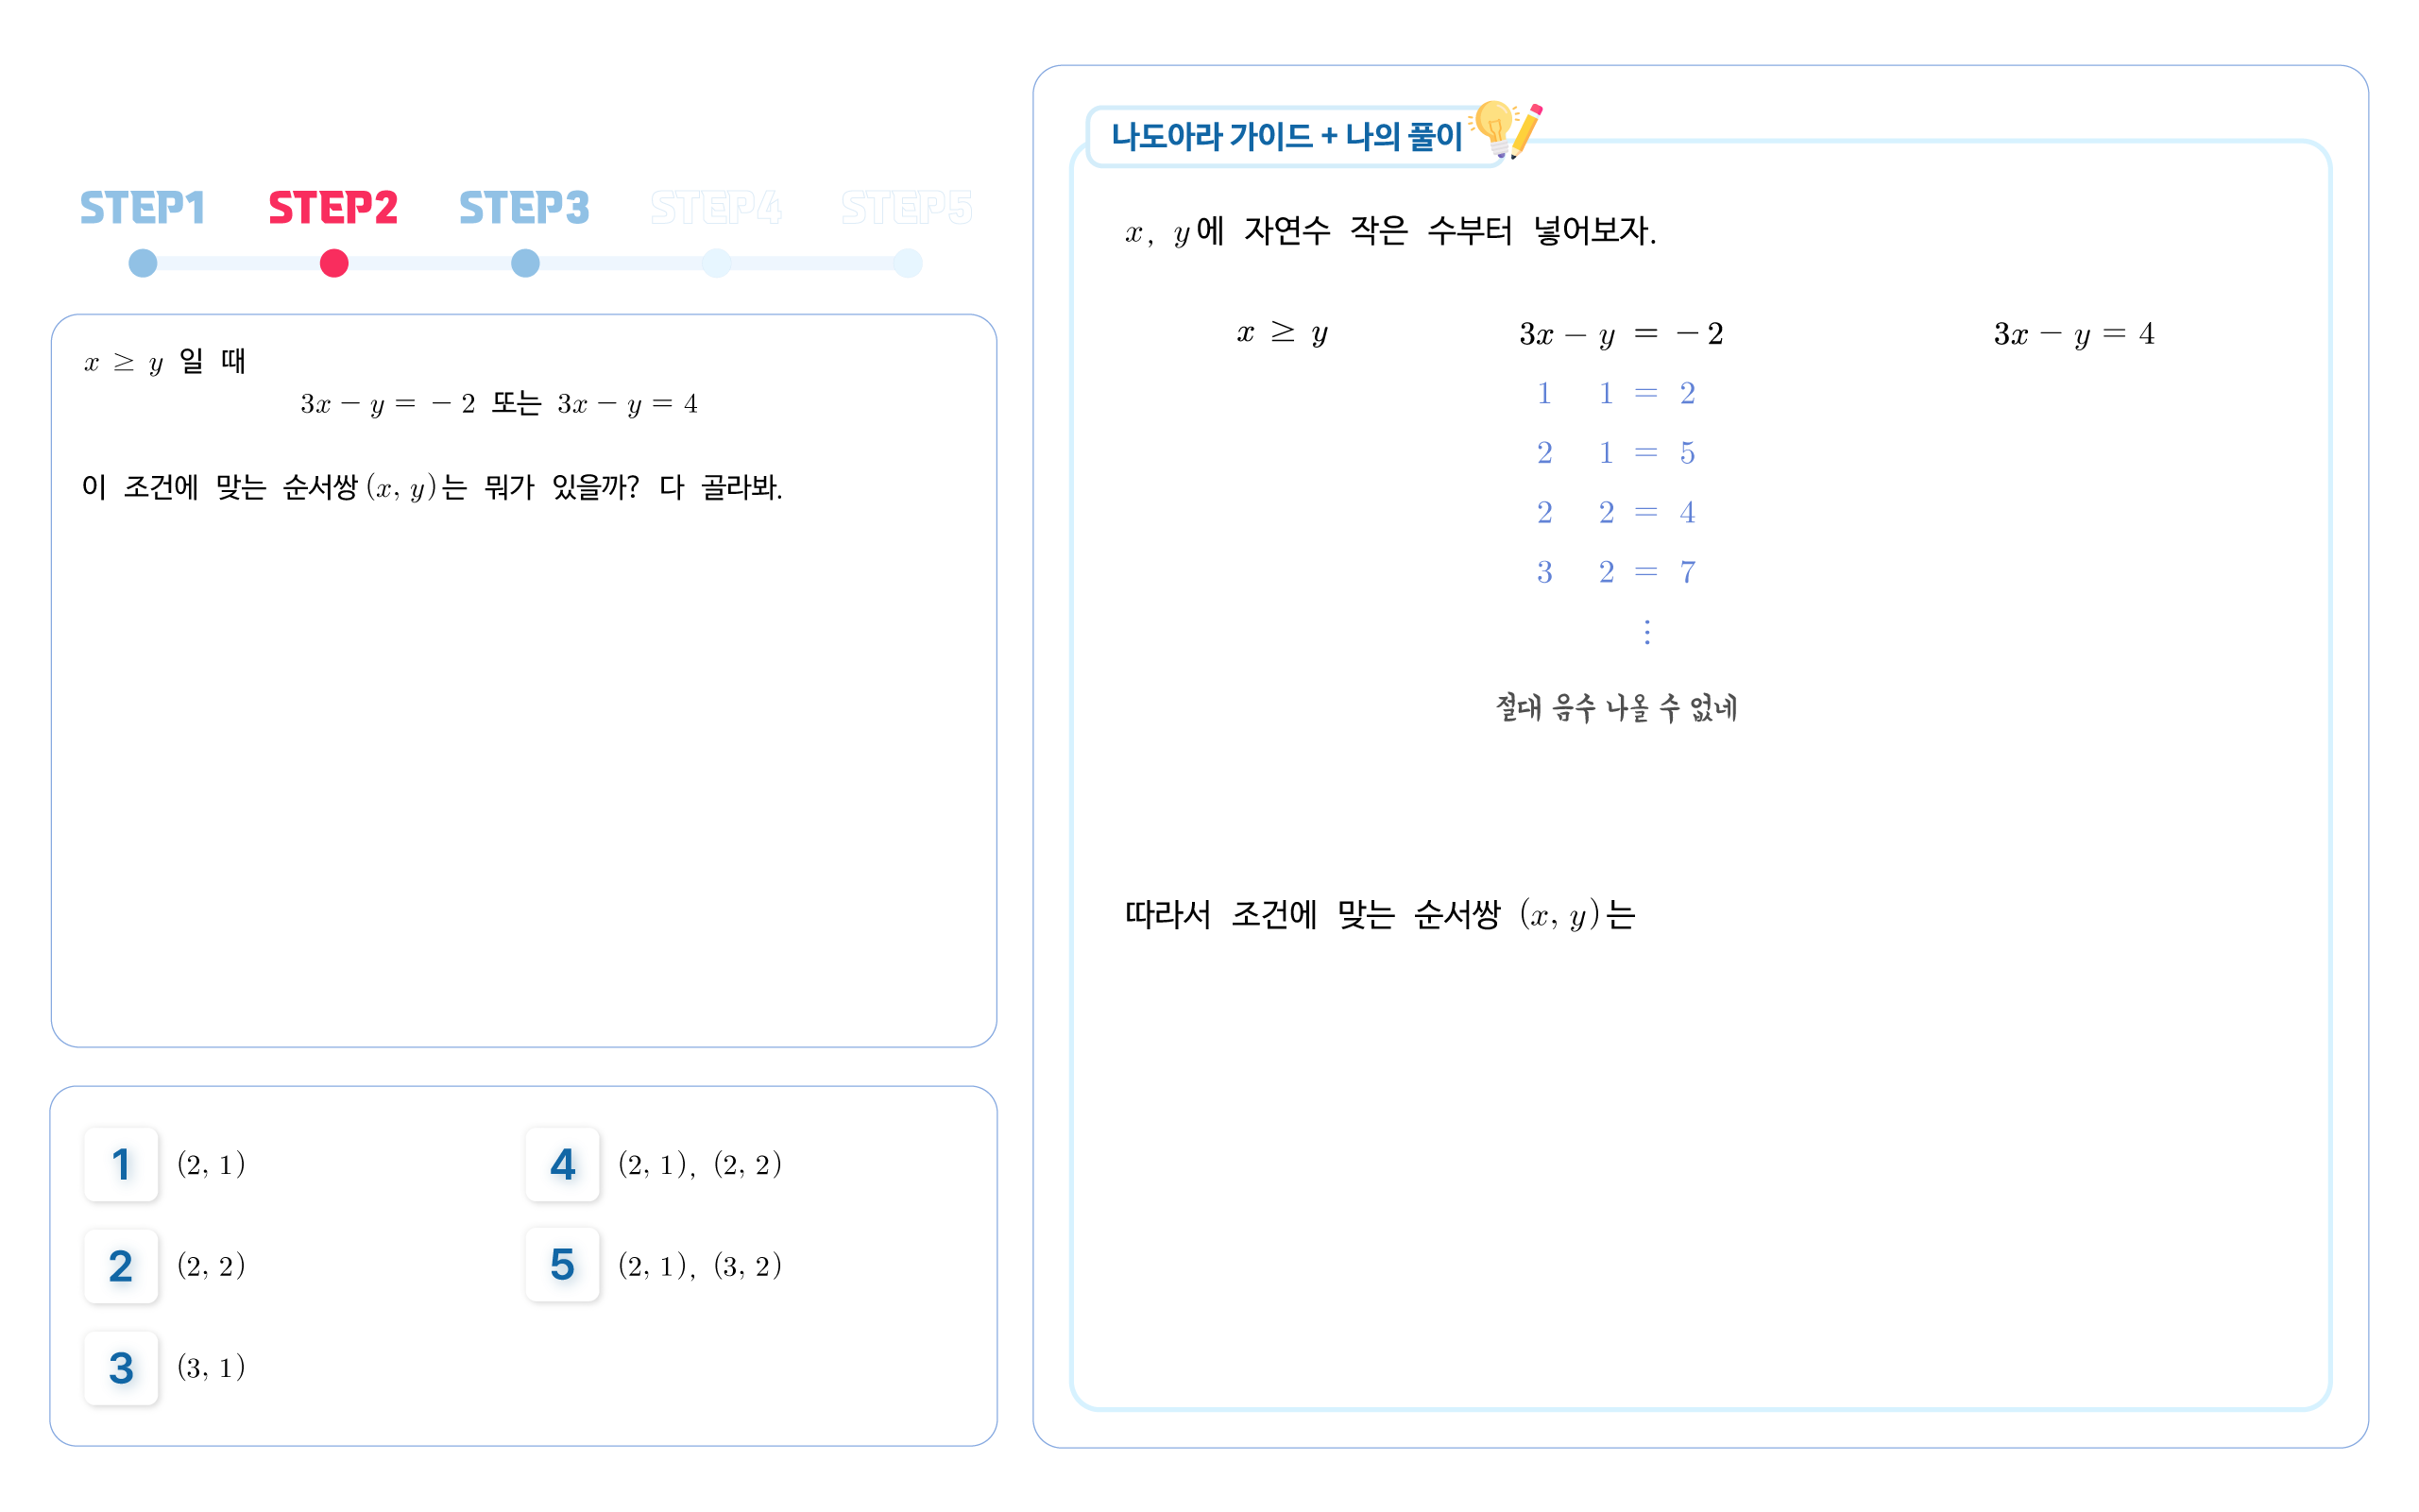 STEP1 STEP2 STEP3 STEP4 STEP5
x ≥ y 일 때
3x − y = − 2 또는 3x − y = 4
이 조건에 맞는 순서쌍 (x, y)는 뭐가 있을까? 다 골라봐.
1 (2, 1)
2 (2, 2)
3 (3, 1)
4 (2, 1), (2, 2)
5 (2, 1), (3, 2)
나도아라 가이드 + 나의 풀이
x, y에 자연수 작은 수부터 넣어보자.
x ≥ y 3x − y = − 2 3x − y = 4
1 1 = 2
2 1 = 5
2 2 = 4
3 2 = 7
⋮
절대 음수 나올 수 없네
따라서 조건에 맞는 순서쌍 (x, y)는